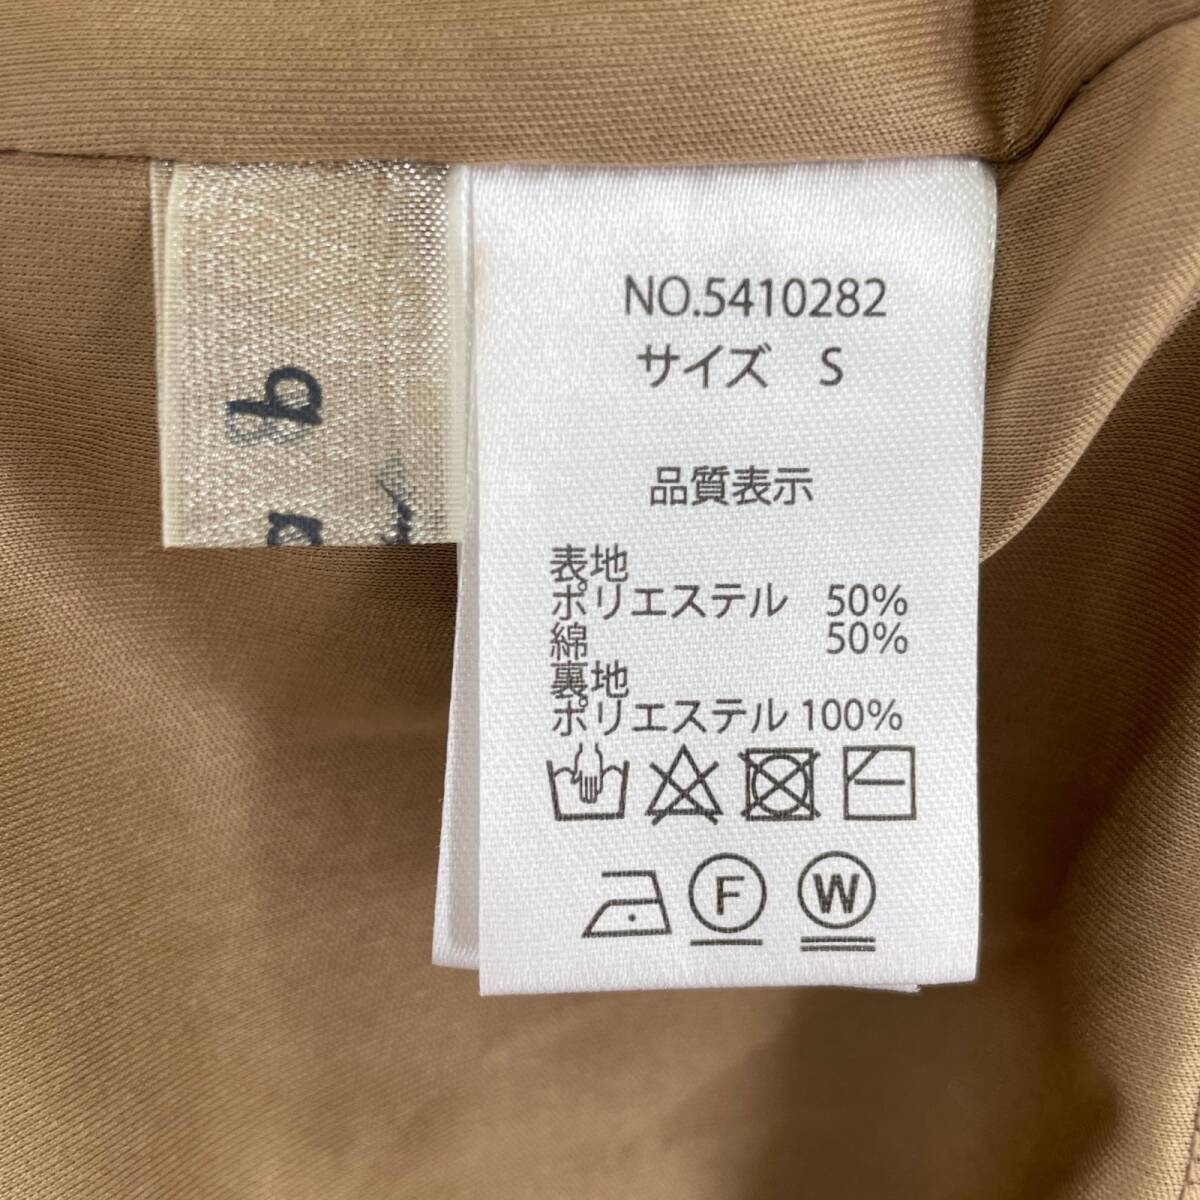 NO.5410282
サイズ S
品質表示
表地
ポリエステル 50%
綿 50%
裏地
ポリエステル 100%
F W
b
a